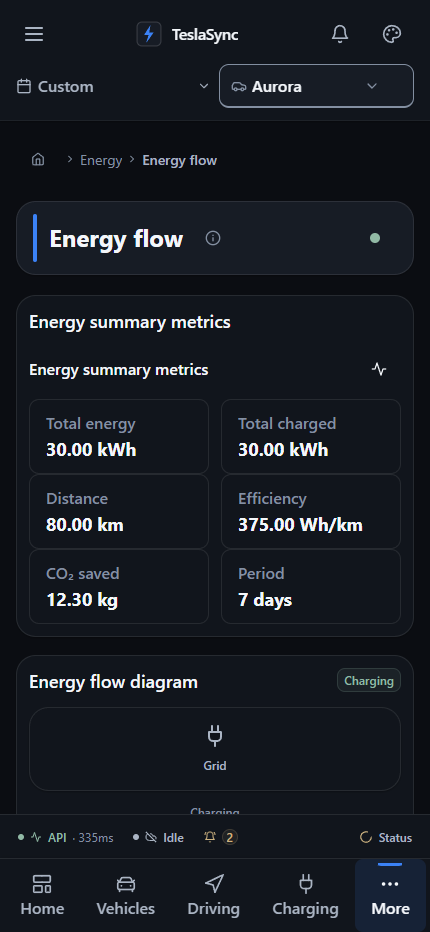 TeslaSync
Custom
Aurora
Energy
Energy flow
Energy flow
Energy summary metrics
Energy summary metrics
Total energy
30.00 kWh
Total charged
30.00 kWh
Distance
80.00 km
Efficiency
375.00 Wh/km
CO₂ saved
12.30 kg
Period
7 days
Energy flow diagram
Charging
Grid
Charging
API · 335ms
Idle
2
Status
Home
Vehicles
Driving
Charging
More